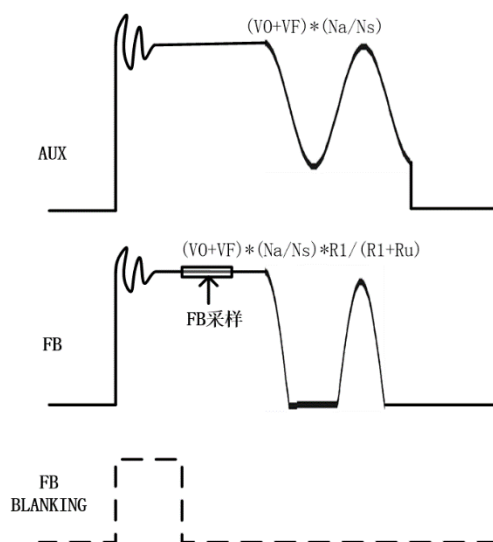 (VO+VF)*(Na/Ns)
AUX
(VO+VF)*(Na/Ns)*R1/(R1+Ru)
FB采样
FB
FB
BLANKING